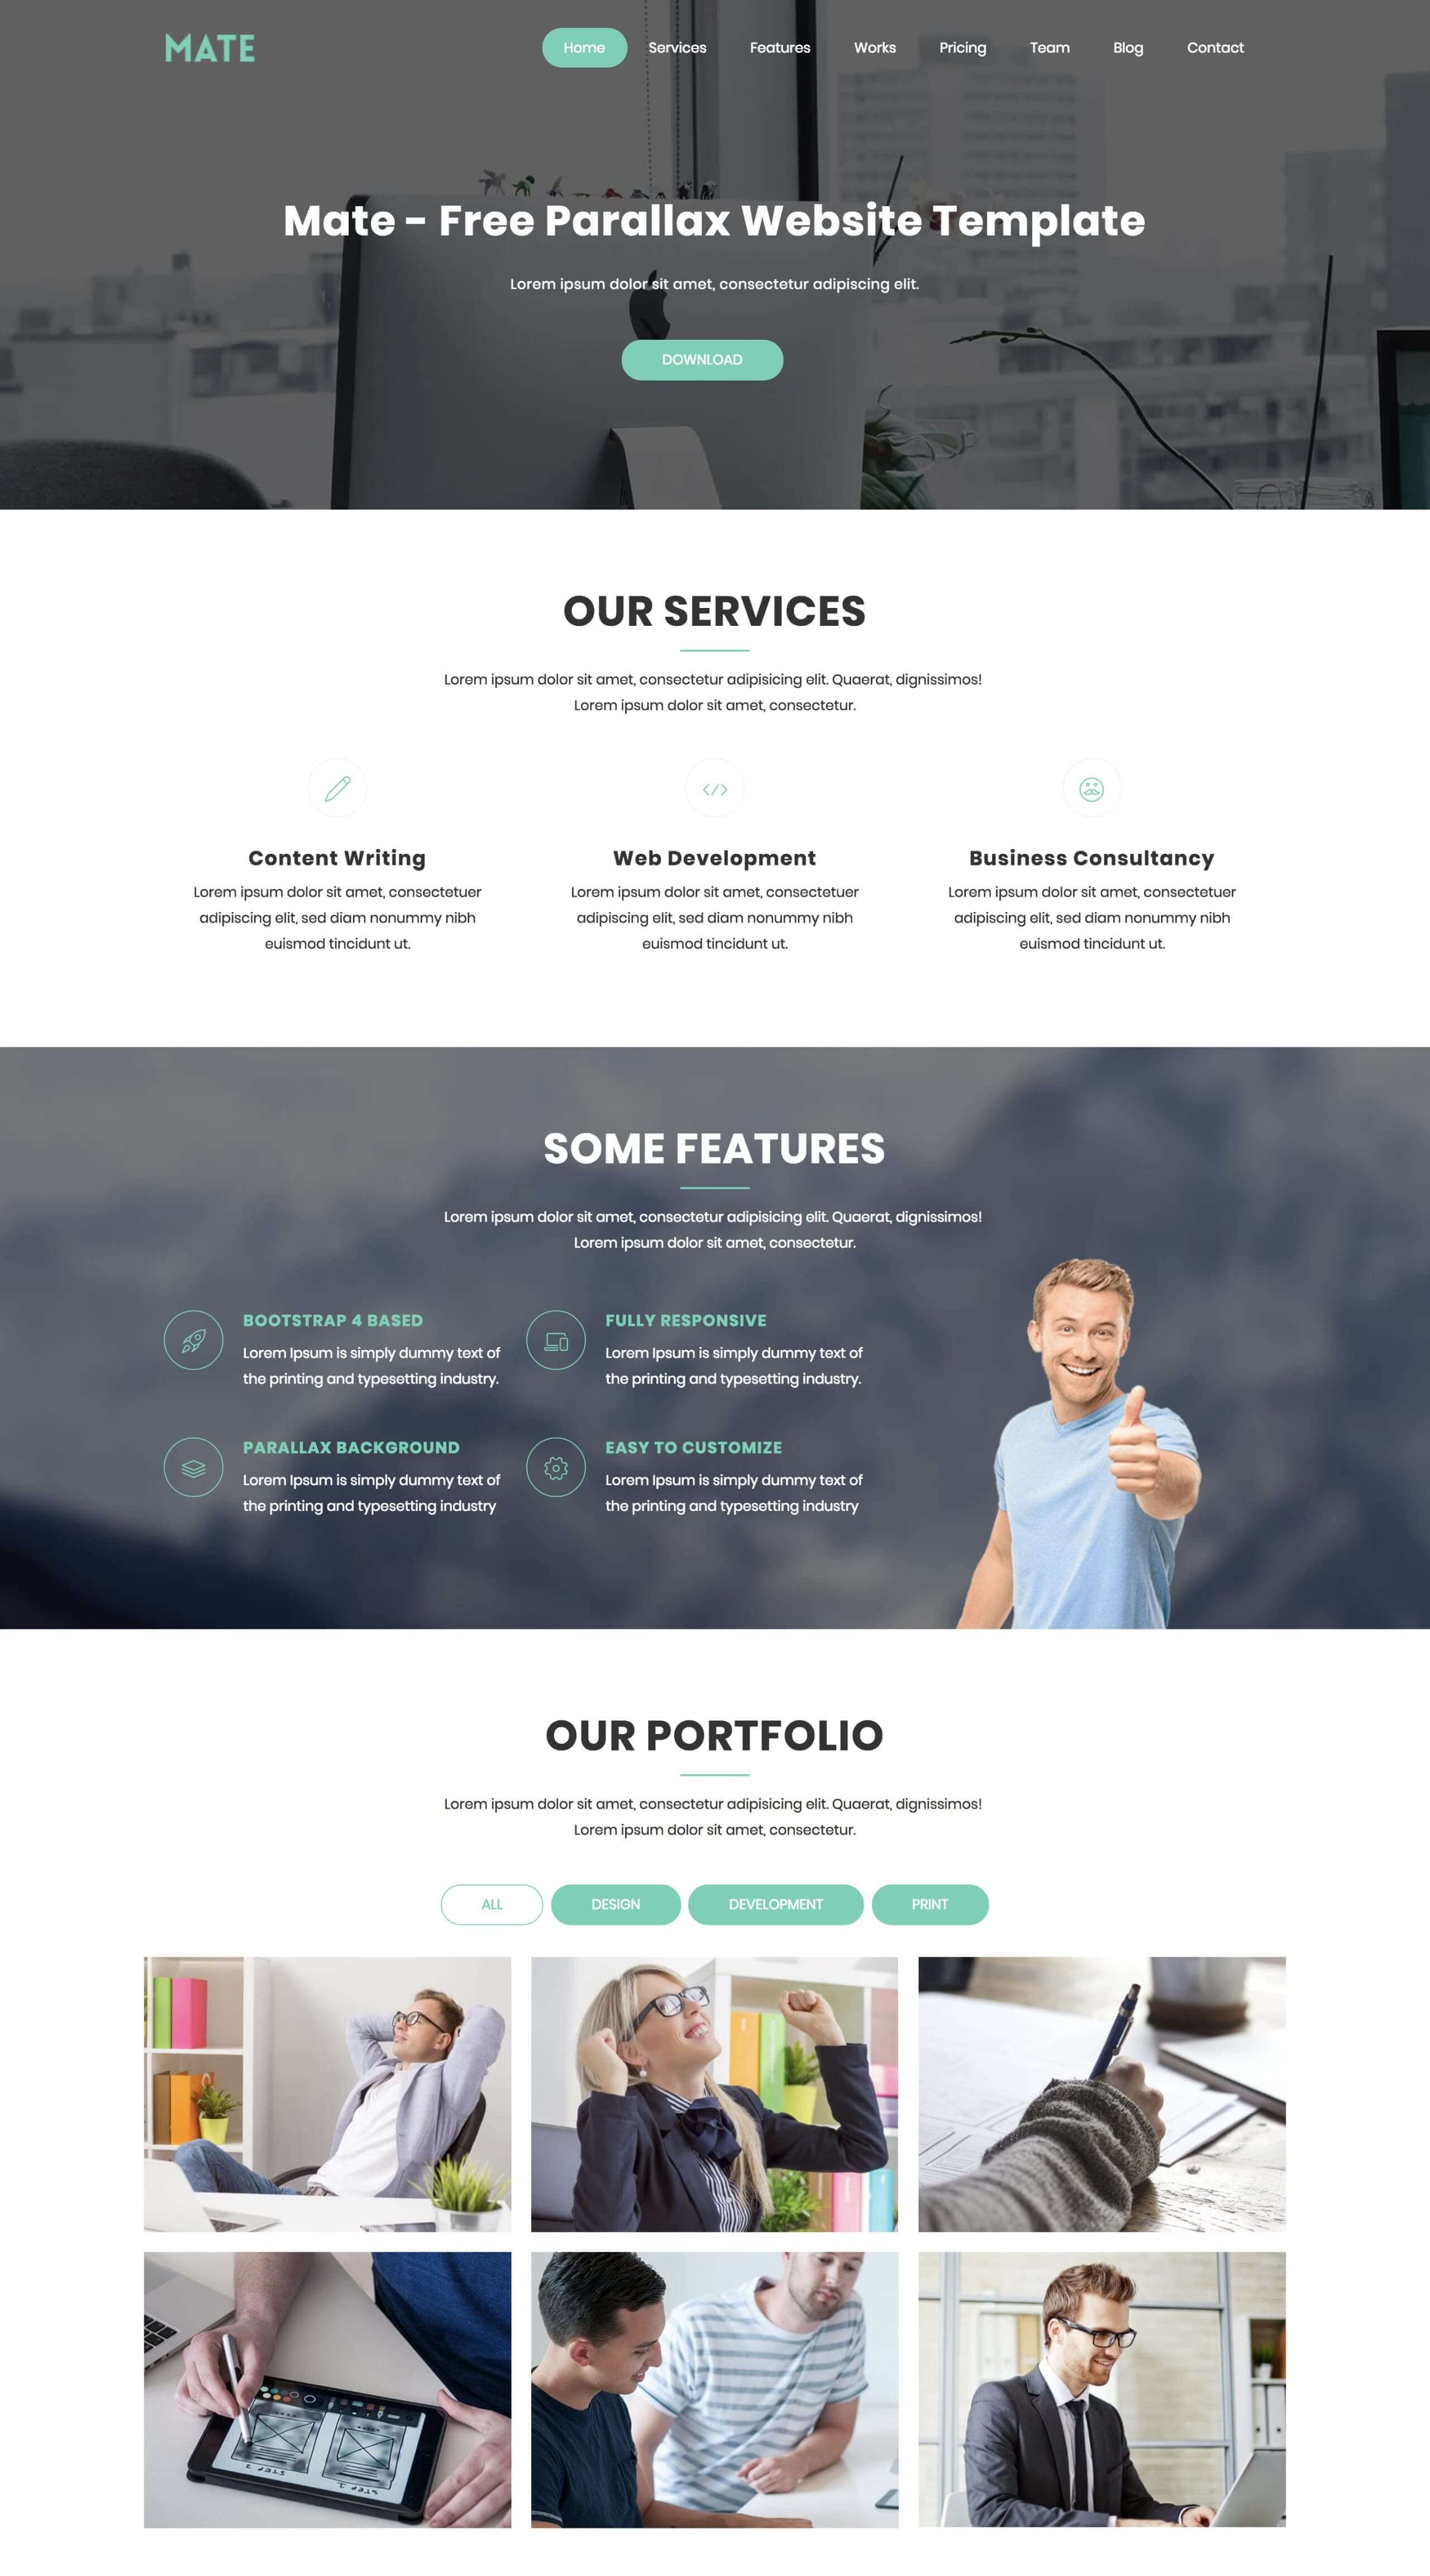 MATE
Home Services Features Works Pricing Team Blog Contact
Mate - Free Parallax Website Template
Lorem ipsum dolor sit amet, consectetur adipiscing elit.
DOWNLOAD
OUR SERVICES
Lorem ipsum dolor sit amet, consectetur adipisicing elit. Quaerat, dignissimos!
Lorem ipsum dolor sit amet, consectetur.
Content Writing
Lorem ipsum dolor sit amet, consectetuer
adipiscing elit, sed diam nonummy nibh
euismod tincidunt ut.
Web Development
Lorem ipsum dolor sit amet, consectetuer
adipiscing elit, sed diam nonummy nibh
euismod tincidunt ut.
Business Consultancy
Lorem ipsum dolor sit amet, consectetuer
adipiscing elit, sed diam nonummy nibh
euismod tincidunt ut.
SOME FEATURES
Lorem ipsum dolor sit amet, consectetur adipisicing elit. Quaerat, dignissimos!
Lorem ipsum dolor sit amet, consectetur.
BOOTSTRAP 4 BASED
Lorem Ipsum is simply dummy text of
the printing and typesetting industry.
FULLY RESPONSIVE
Lorem Ipsum is simply dummy text of
the printing and typesetting industry.
PARALLAX BACKGROUND
Lorem Ipsum is simply dummy text of
the printing and typesetting industry
EASY TO CUSTOMIZE
Lorem Ipsum is simply dummy text of
the printing and typesetting industry
OUR PORTFOLIO
Lorem ipsum dolor sit amet, consectetur adipisicing elit. Quaerat, dignissimos!
Lorem ipsum dolor sit amet, consectetur.
ALL DESIGN DEVELOPMENT PRINT
STEP 2 STEP 1